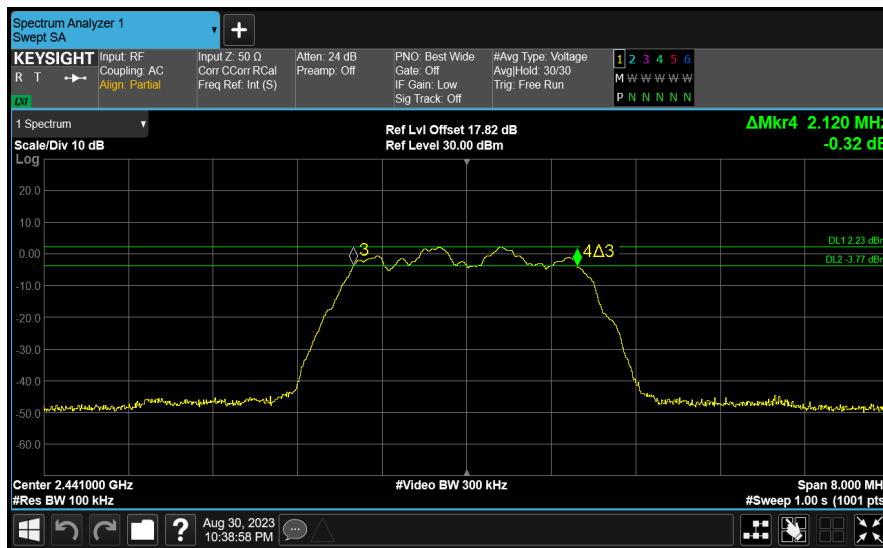 Spectrum Analyzer 1
Swept SA
+
KEYSIGHT
R T
LXI
Input: RF
Coupling: AC
Align: Partial
Input Z: 50 Ω
Corr CCorr RCal
Freq Ref: Int (S)
Atten: 24 dB
Preamp: Off
PNO: Best Wide
Gate: Off
IF Gain: Low
Sig Track: Off
#Avg Type: Voltage
Avg|Hold: 30/30
Trig: Free Run
1 2 3 4 5 6
M W W W W W
P N N N N N
1 Spectrum
Scale/Div 10 dB
Log
Ref Lvl Offset 17.82 dB
Ref Level 30.00 dBm
ΔMkr4 2.120 MHz
-0.32 dB
20.0
10.0
0.00
-10.0
-20.0
-30.0
-40.0
-50.0
-60.0
3
4Δ3
DL1 2.23 dBm
DL2 -3.77 dBm
Center 2.441000 GHz
#Res BW 100 kHz
#Video BW 300 kHz
Span 8.000 MH
#Sweep 1.00 s (1001 pts
?
Aug 30, 2023
10:38:58 PM